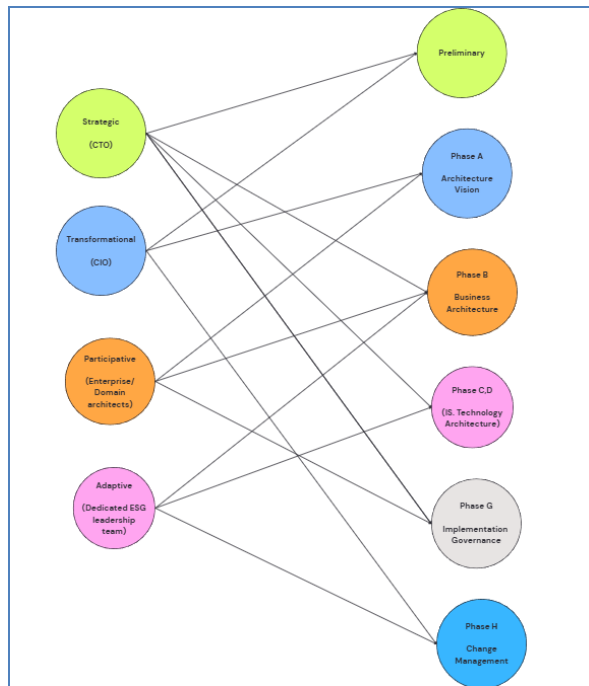 Preliminary
Strategic
(CTO)
Phase A
Architecture
Vision
Transformational
(CIO)
Phase B
Business
Architecture
Participative
(Enterprise/
Domain
architects)
Phase C,D
(IS. Technology
Architecture)
Adaptive
(Dedicated ESG
leadership
team)
Phase G
Implementation
Governance
Phase H
Change
Management